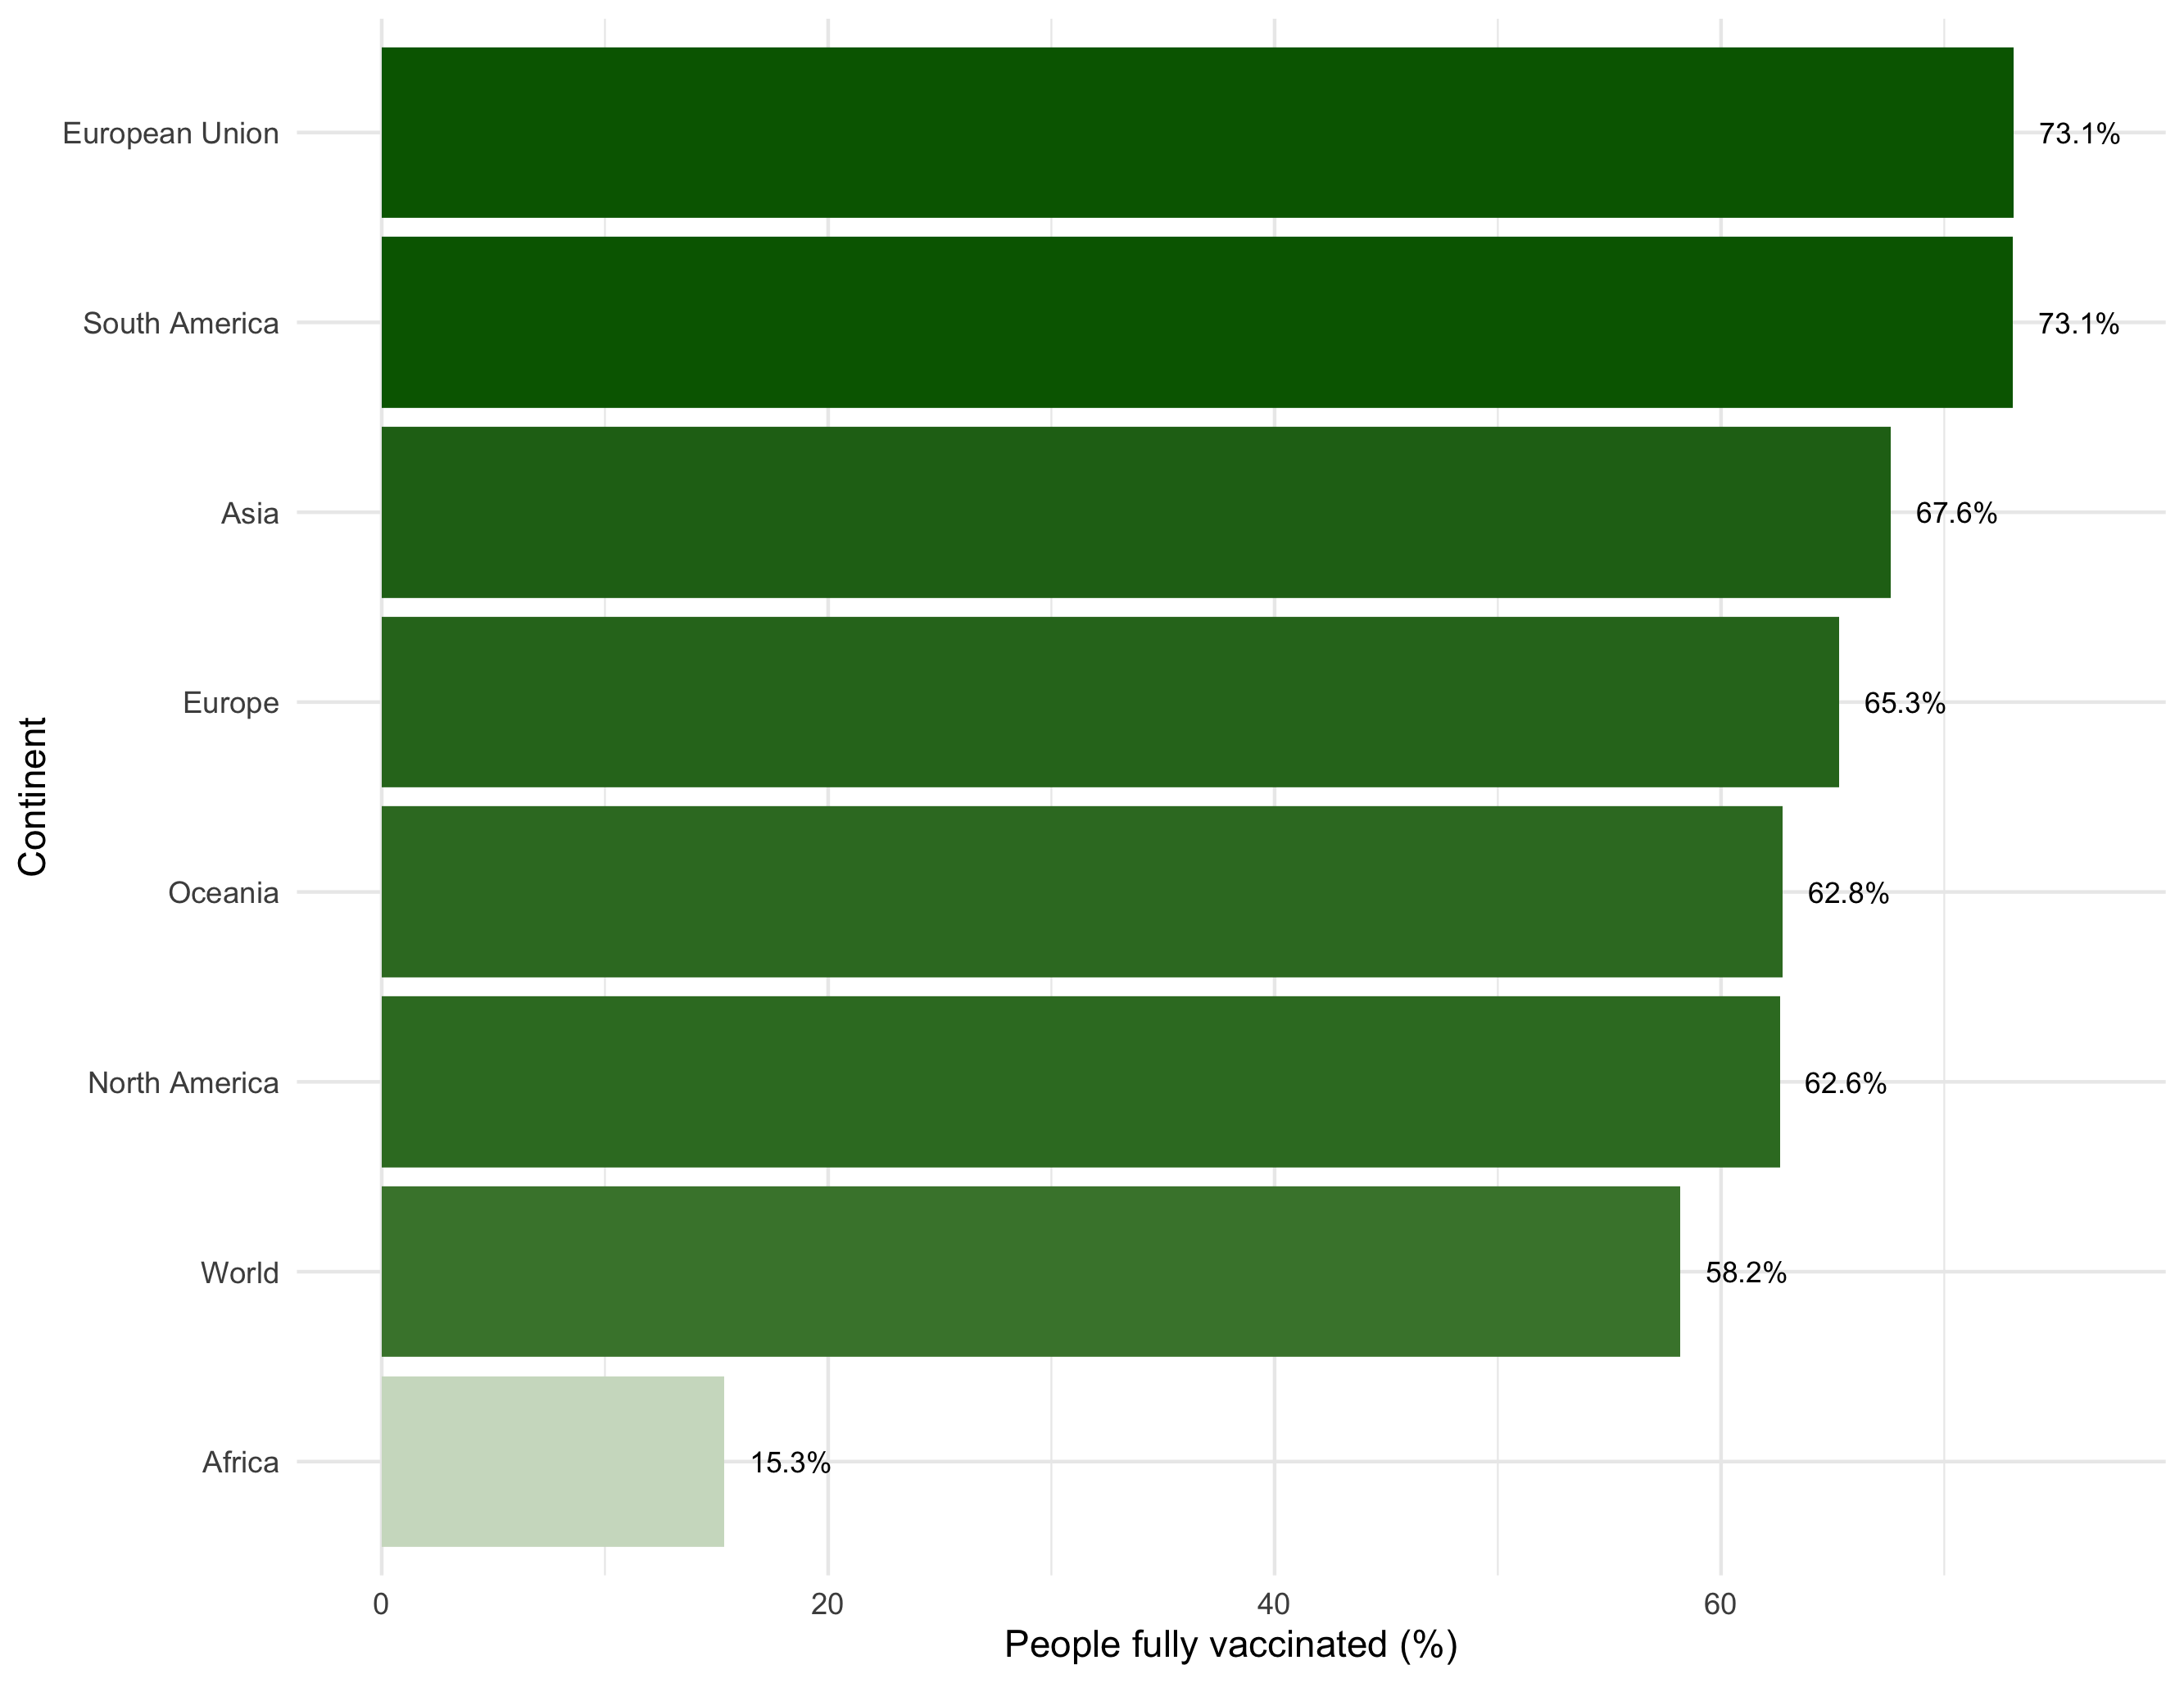 European Union
73.1%
South America
73.1%
Asia
67.6%
Europe
65.3%
Continent
Oceania
62.8%
North America
62.6%
World
58.2%
Africa
15.3%
0 20 40 60
People fully vaccinated (%)